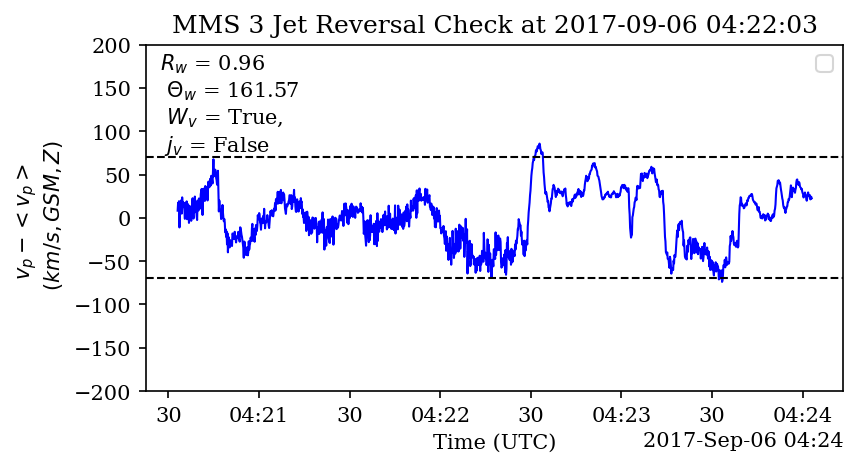 MMS 3 Jet Reversal Check at 2017-09-06 04:22:03
R_w = 0.96
Θ_w = 161.57
W_v = True,
j_v = False
v_p − < v_p >
(km/s, GSM, Z)
200
150
100
50
0
−50
−100
−150
−200
30 04:21 30 04:22 30 04:23 30 04:24
Time (UTC)
2017-Sep-06 04:24